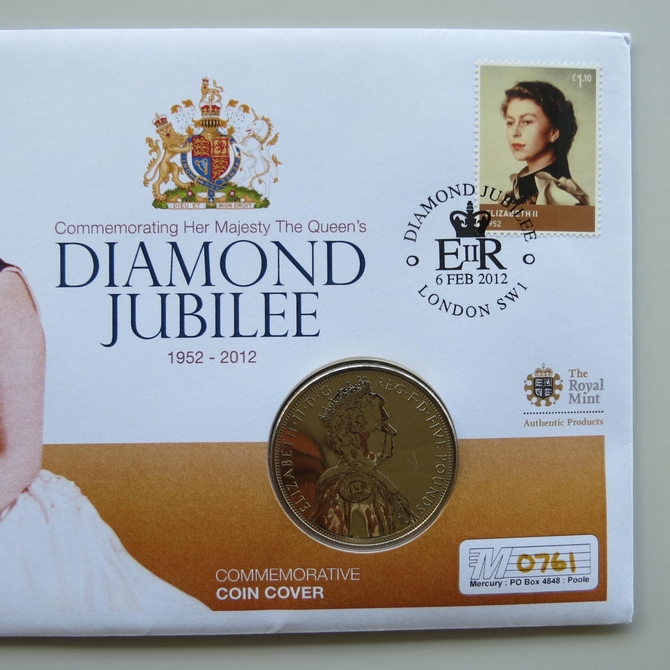 £1.10
ELIZABETH II
1952
DIEU ET MON DROIT
Commemorating Her Majesty The Queen's
DIAMOND
JUBILEE
1952 - 2012
DIAMOND JUBILEE
EIIR
6 FEB 2012
LONDON SW1
The
Royal
Mint
Authentic Products
ELIZABETH·II·D·G REG·F·D·FIVE POUNDS
COMMEMORATIVE
COIN COVER
M 0761
Mercury : PO Box 4848 : Poole